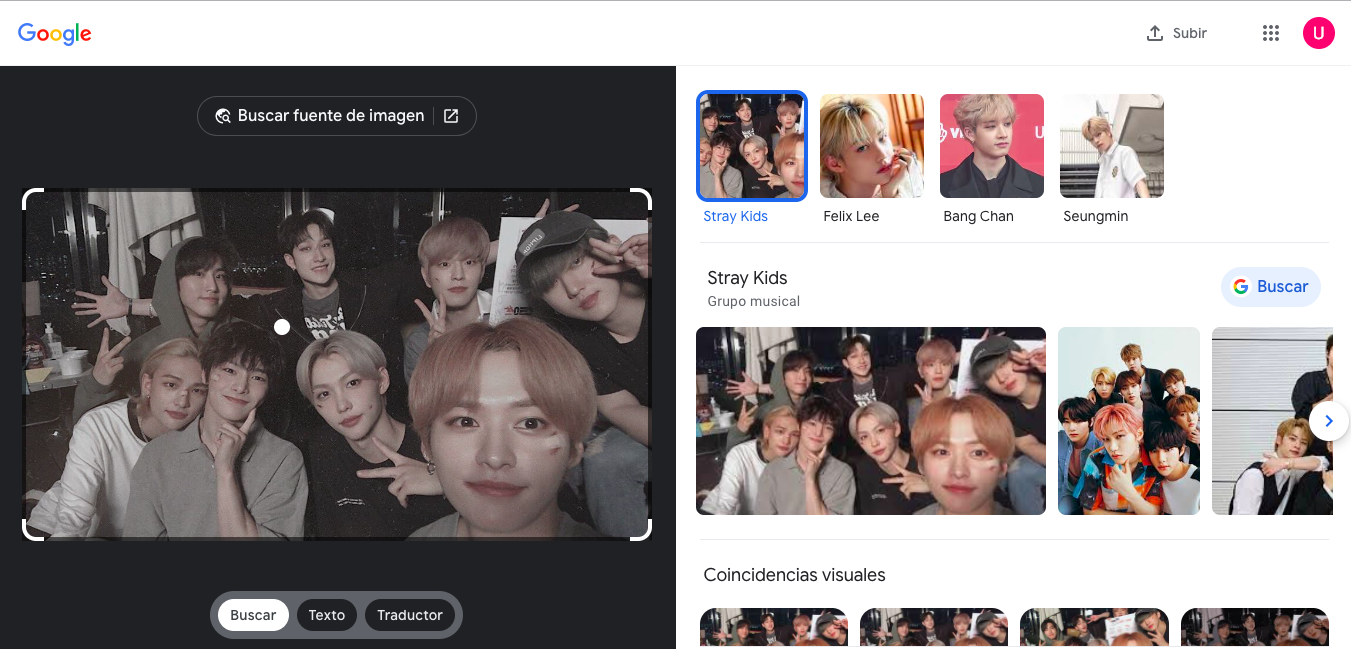 Google
Subir
U
Buscar fuente de imagen
Stray Kids
Felix Lee
Bang Chan
Seungmin
Stray Kids
Grupo musical
Buscar
Coincidencias visuales
Buscar
Texto
Traductor